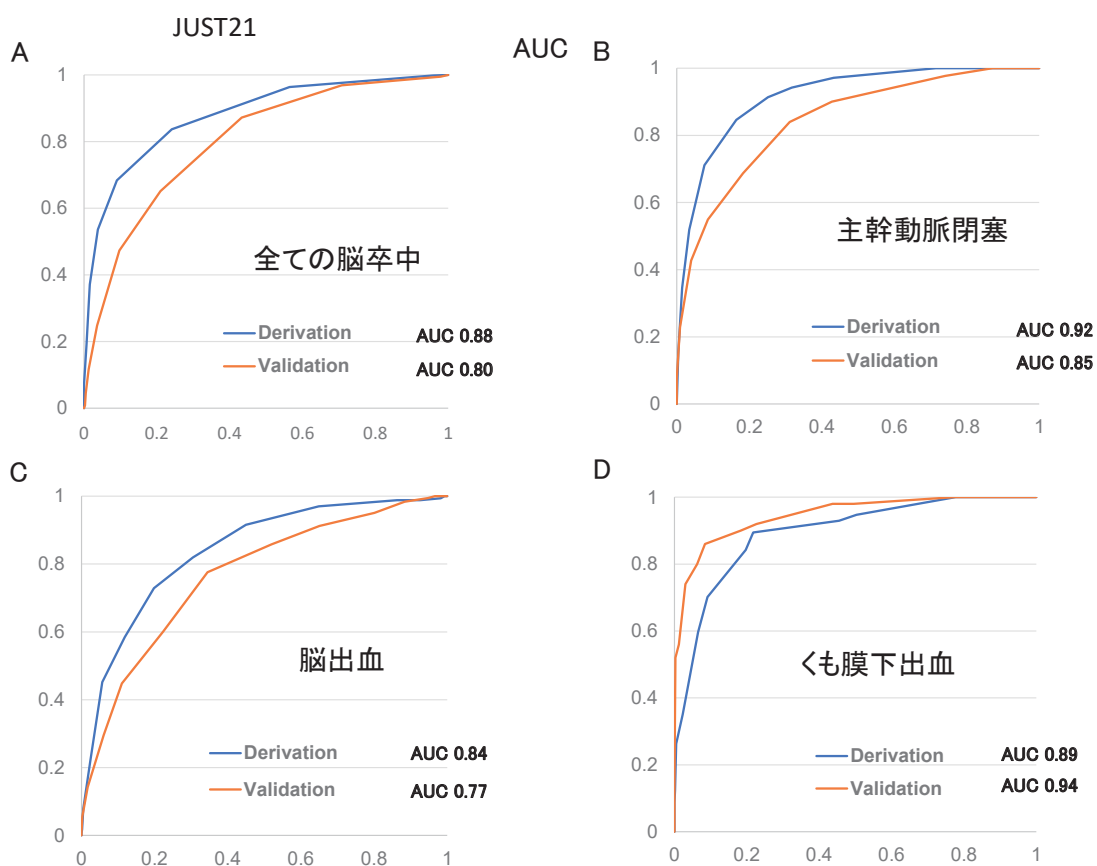 JUST21
AUC
A
1
0.8
0.6
0.4
0.2
0
0 0.2 0.4 0.6 0.8 1
全ての脳卒中
Derivation AUC 0.88
Validation AUC 0.80
B
1
0.8
0.6
0.4
0.2
0
0 0.2 0.4 0.6 0.8 1
主幹動脈閉塞
Derivation AUC 0.92
Validation AUC 0.85
C
1
0.8
0.6
0.4
0.2
0
0 0.2 0.4 0.6 0.8 1
脳出血
Derivation AUC 0.84
Validation AUC 0.77
D
1
0.8
0.6
0.4
0.2
0
0 0.2 0.4 0.6 0.8 1
くも膜下出血
Derivation AUC 0.89
Validation AUC 0.94